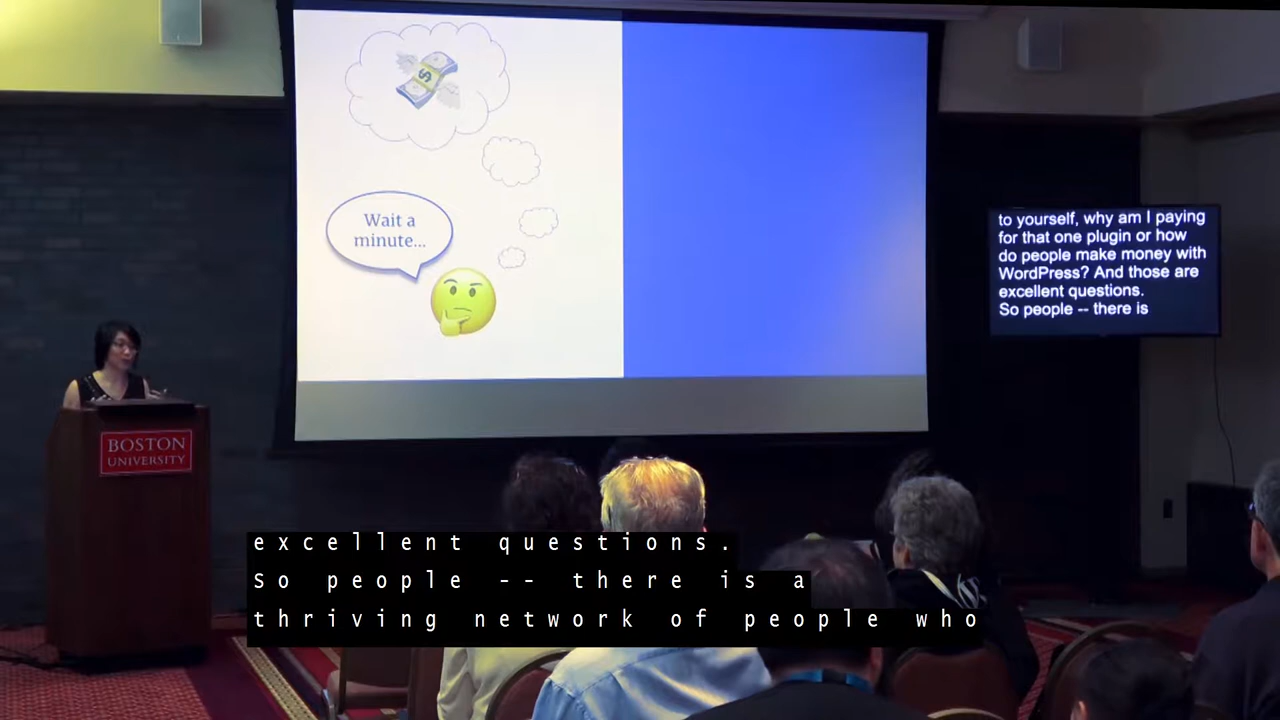 Wait a
minute...
to yourself, why am I paying
for that one plugin or how
do people make money with
WordPress? And those are
excellent questions.
So people -- there is
BOSTON
UNIVERSITY
excellent questions.
So people -- there is a
thriving network of people who